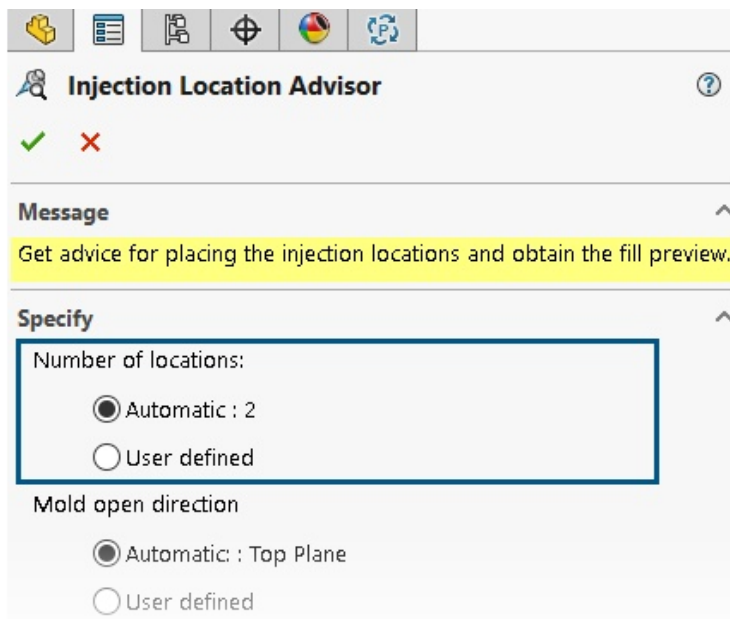 Injection Location Advisor
Message
Get advice for placing the injection locations and obtain the fill preview.
Specify
Number of locations:
Automatic : 2
User defined
Mold open direction
Automatic: : Top Plane
User defined